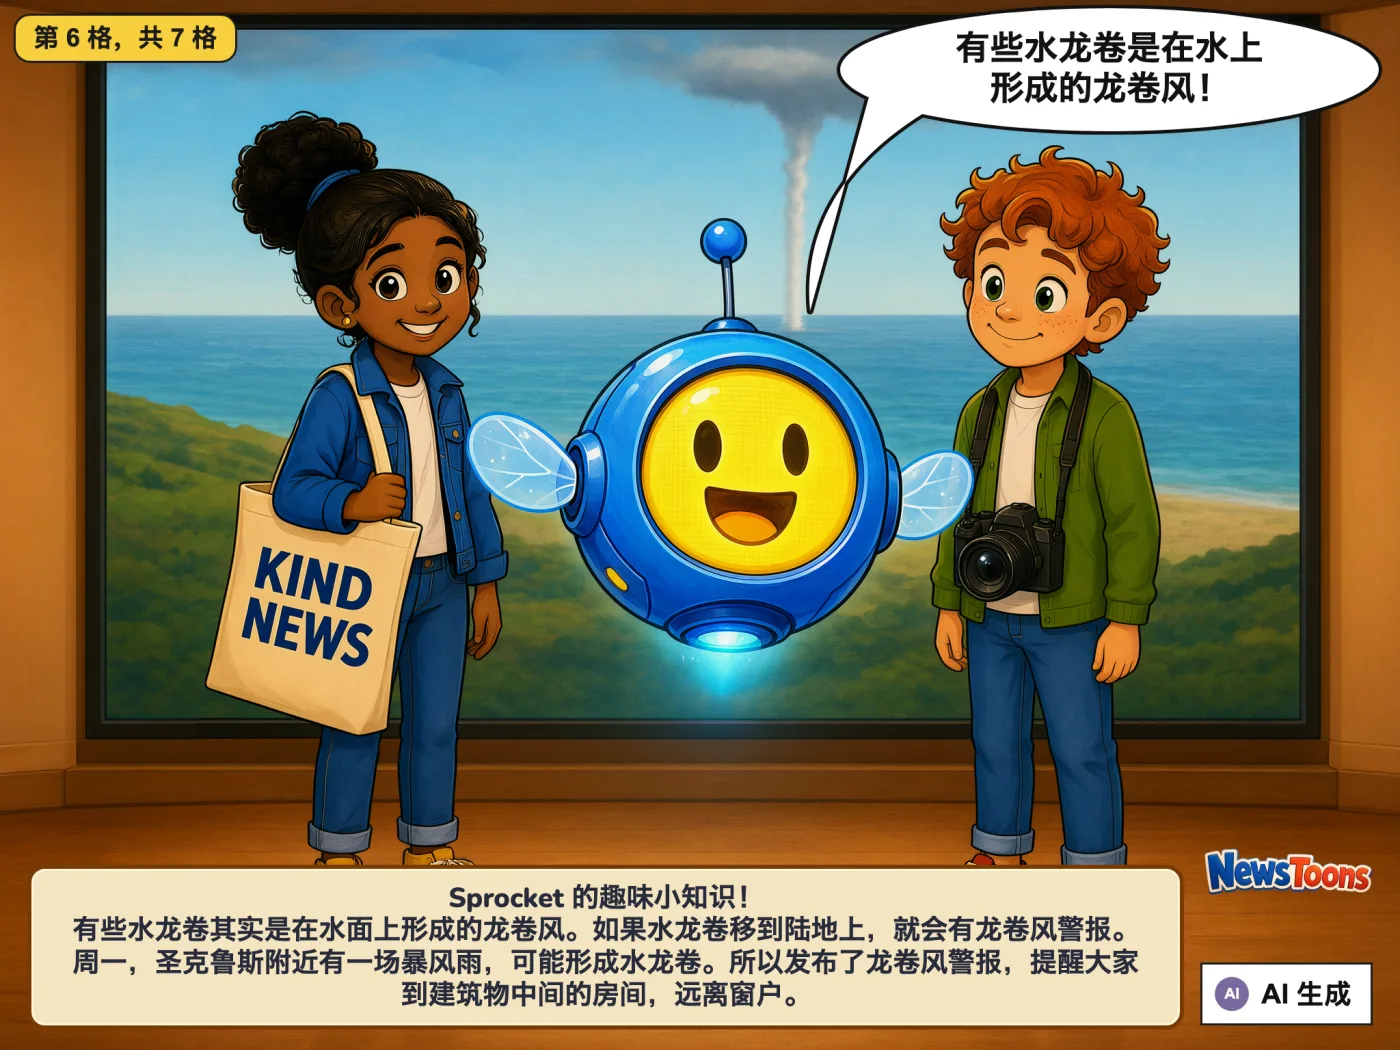 第 6 格，共 7 格
有些水龙卷是在水上
形成的龙卷风！
KIND
NEWS
Sprocket 的趣味小知识！
有些水龙卷其实是在水面上形成的龙卷风。如果水龙卷移到陆地上，就会有龙卷风警报。
周一，圣克鲁斯附近有一场暴风雨，可能形成水龙卷。所以发布了龙卷风警报，提醒大家
到建筑物中间的房间，远离窗户。
NewsToons
AI AI 生成